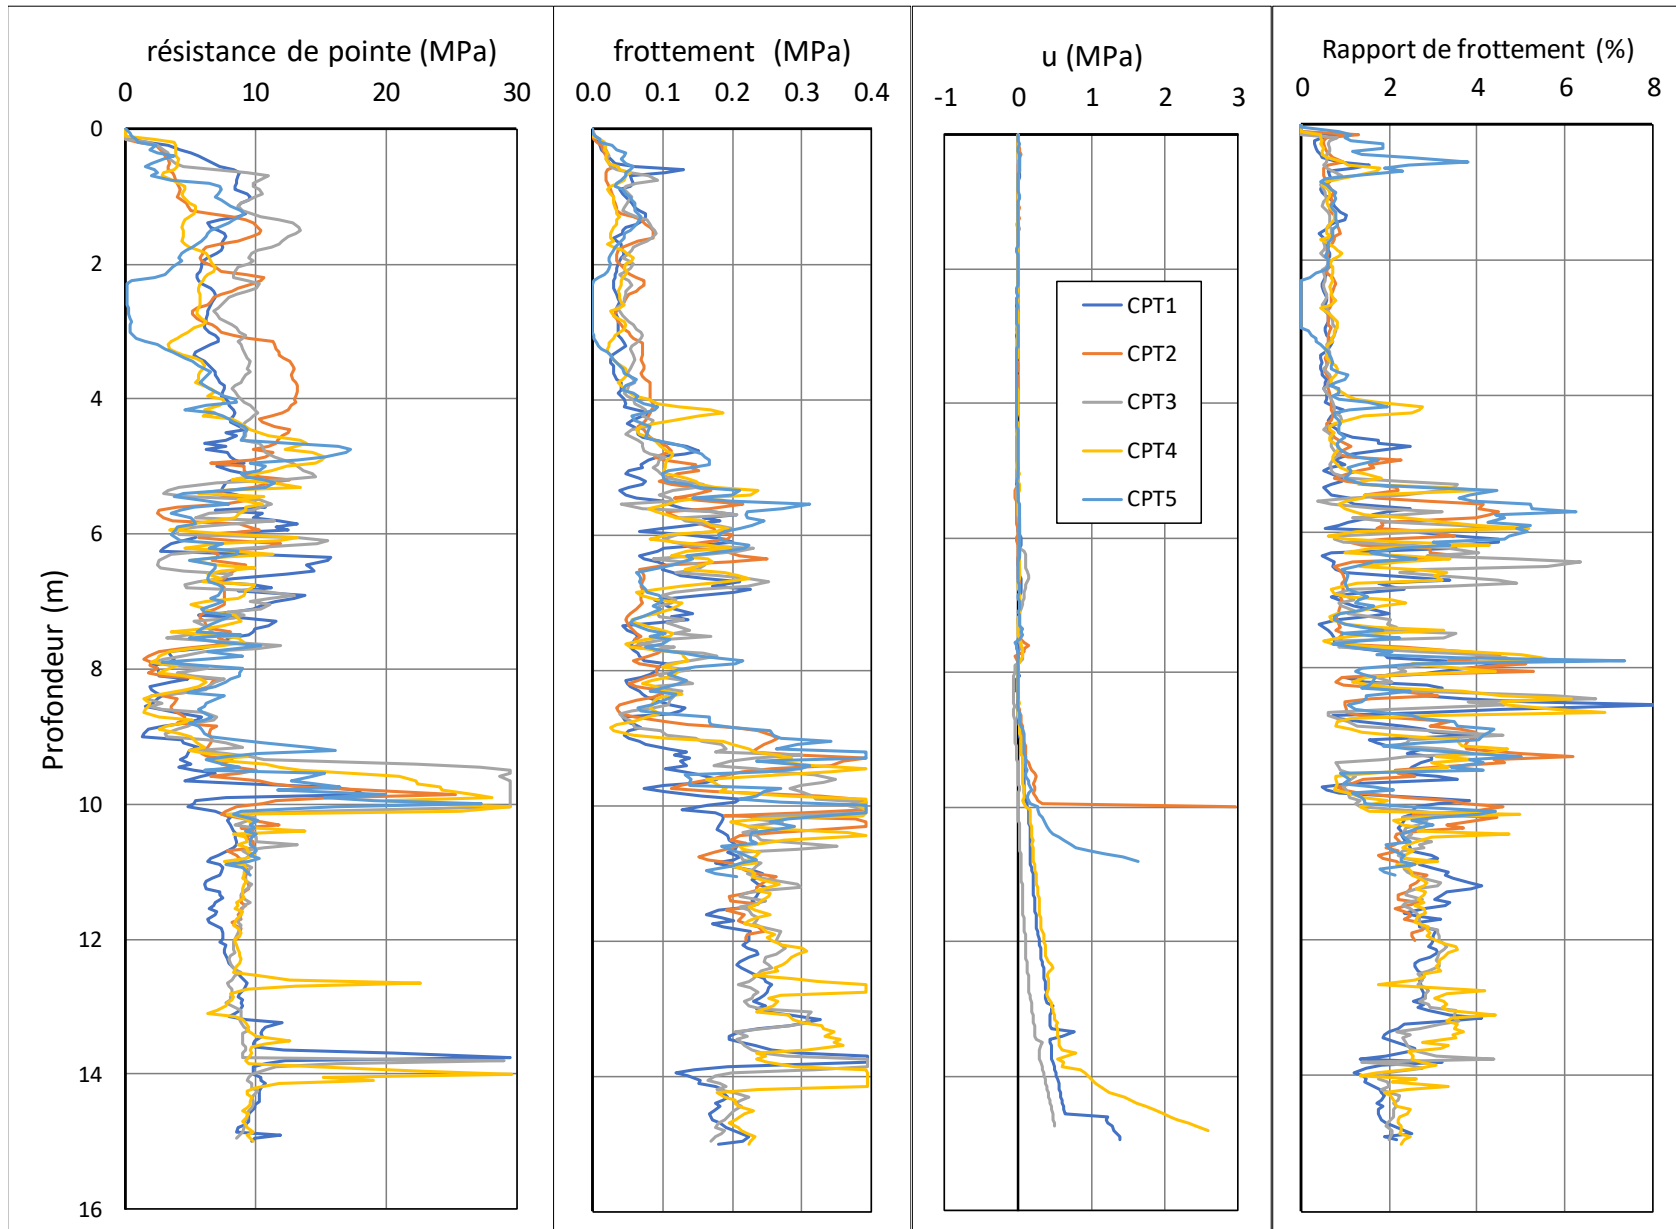 résistance de pointe (MPa)
frottement (MPa)
u (MPa)
Rapport de frottement (%)
0 10 20 30
0.0 0.1 0.2 0.3 0.4
-1 0 1 2 3
0 2 4 6 8
0
2
4
6
8
10
12
14
16
Profondeur (m)
CPT1
CPT2
CPT3
CPT4
CPT5